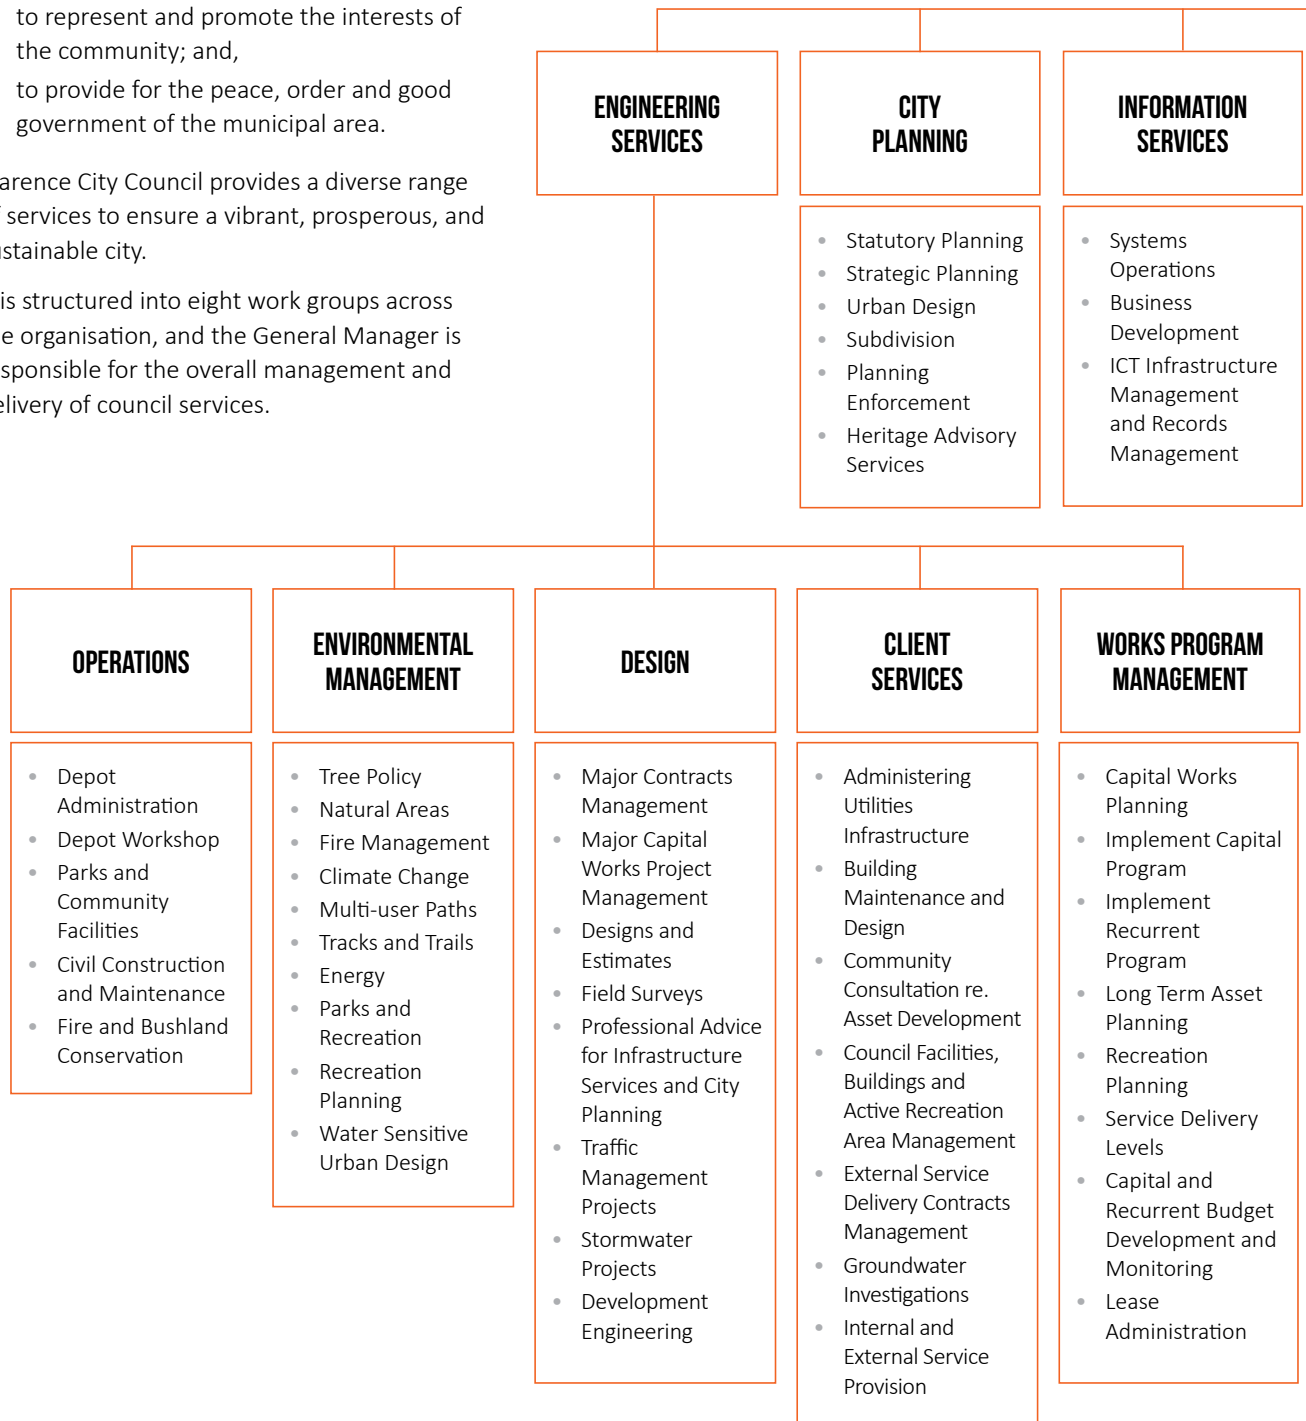 to represent and promote the interests of
the community; and,
to provide for the peace, order and good
government of the municipal area.
arence City Council provides a diverse range
services to ensure a vibrant, prosperous, and
ustainable city.
is structured into eight work groups across
e organisation, and the General Manager is
sponsible for the overall management and
elivery of council services.
ENGINEERING
SERVICES
CITY
PLANNING
• Statutory Planning
• Strategic Planning
• Urban Design
• Subdivision
• Planning
Enforcement
• Heritage Advisory
Services
INFORMATION
SERVICES
• Systems
Operations
• Business
Development
• ICT Infrastructure
Management
and Records
Management
OPERATIONS
• Depot
Administration
• Depot Workshop
• Parks and
Community
Facilities
• Civil Construction
and Maintenance
• Fire and Bushland
Conservation
ENVIRONMENTAL
MANAGEMENT
• Tree Policy
• Natural Areas
• Fire Management
• Climate Change
• Multi-user Paths
• Tracks and Trails
• Energy
• Parks and
Recreation
• Recreation
Planning
• Water Sensitive
Urban Design
DESIGN
• Major Contracts
Management
• Major Capital
Works Project
Management
• Designs and
Estimates
• Field Surveys
• Professional Advice
for Infrastructure
Services and City
Planning
• Traffic
Management
Projects
• Stormwater
Projects
• Development
Engineering
CLIENT
SERVICES
• Administering
Utilities
Infrastructure
• Building
Maintenance and
Design
• Community
Consultation re.
Asset Development
• Council Facilities,
Buildings and
Active Recreation
Area Management
• External Service
Delivery Contracts
Management
• Groundwater
Investigations
• Internal and
External Service
Provision
WORKS PROGRAM
MANAGEMENT
• Capital Works
Planning
• Implement Capital
Program
• Implement
Recurrent
Program
• Long Term Asset
Planning
• Recreation
Planning
• Service Delivery
Levels
• Capital and
Recurrent Budget
Development and
Monitoring
• Lease
Administration